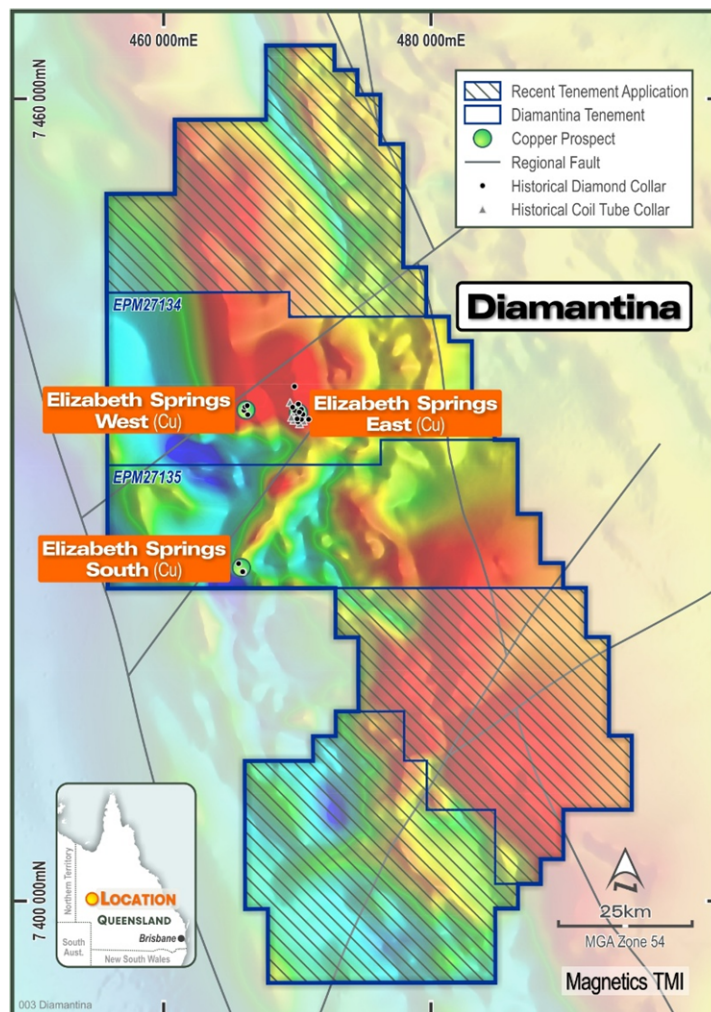 460 000mE
480 000mE
7 460 000mN
Recent Tenement Application
Diamantina Tenement
Copper Prospect
Regional Fault
Historical Diamond Collar
Historical Coil Tube Collar
Diamantina
EPM27134
Elizabeth Springs
West (Cu)
Elizabeth Springs
East (Cu)
EPM27135
Elizabeth Springs
South (Cu)
7 400 000mN
Northern Territory
LOCATION
QUEENSLAND
Brisbane
South
Aust.
New South Wales
N
25km
MGA Zone 54
Magnetics TMI
003 Diamantina